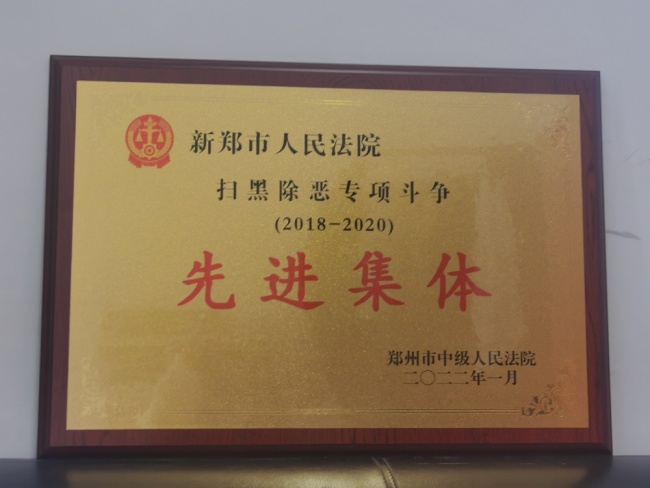 新郑市人民法院
扫黑除恶专项斗争
(2018-2020)
先进集体
郑州市中级人民法院
二〇二二年一月